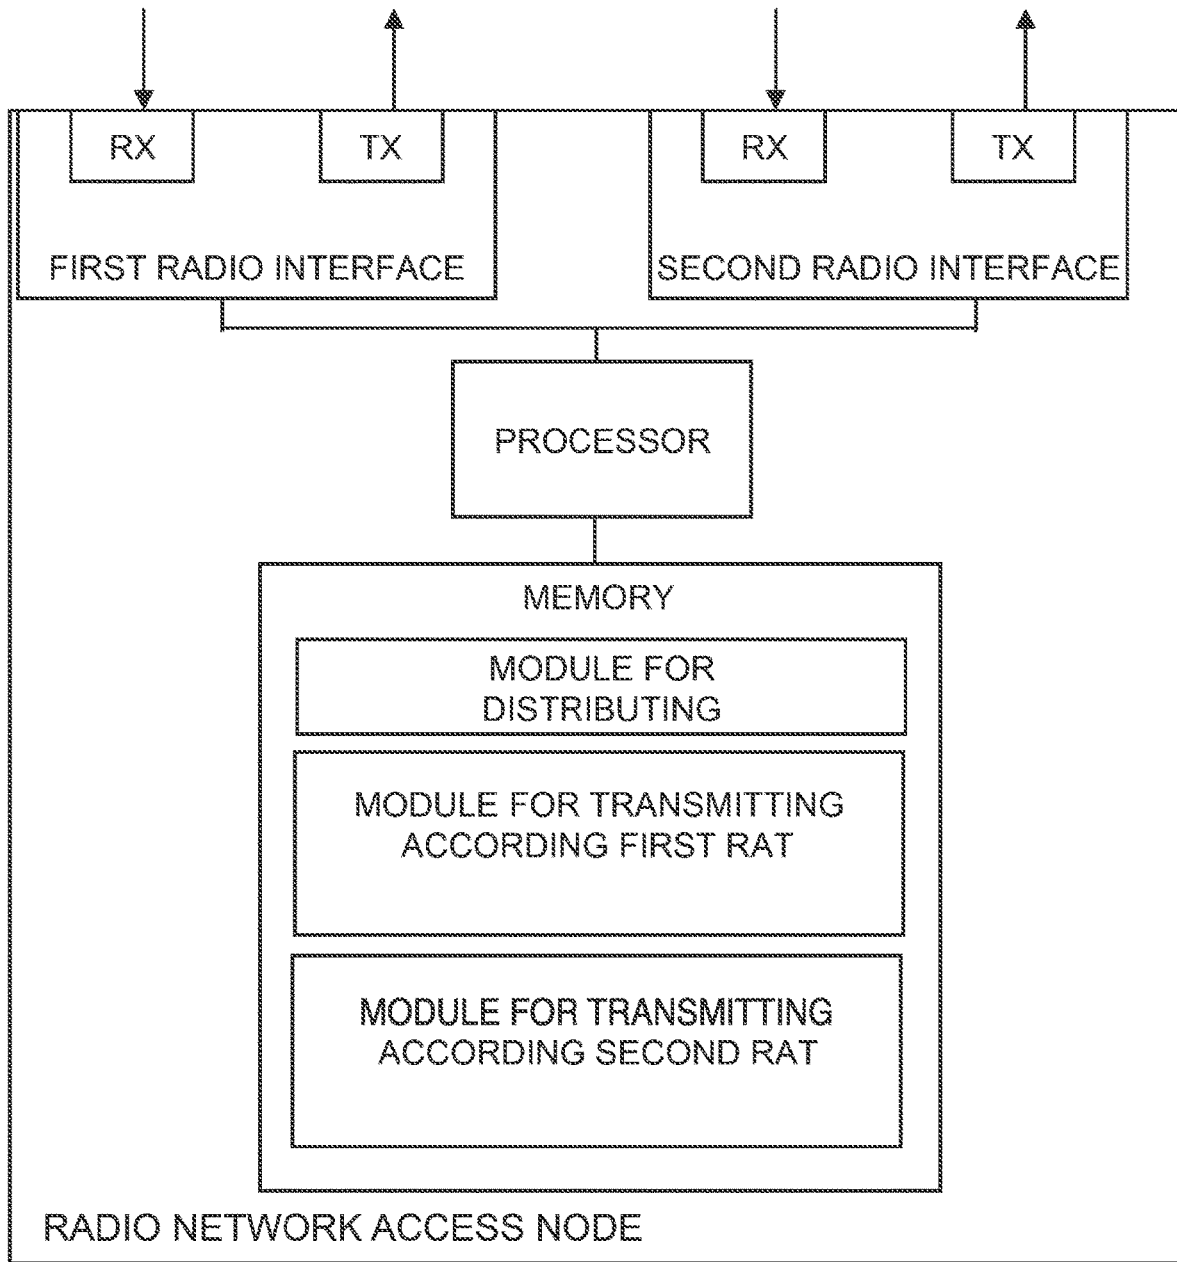 RX
TX
RX
TX
FIRST RADIO INTERFACE
SECOND RADIO INTERFACE
PROCESSOR
MEMORY
MODULE FOR
DISTRIBUTING
MODULE FOR TRANSMITTING
ACCORDING FIRST RAT
MODULE FOR TRANSMITTING
ACCORDING SECOND RAT
RADIO NETWORK ACCESS NODE